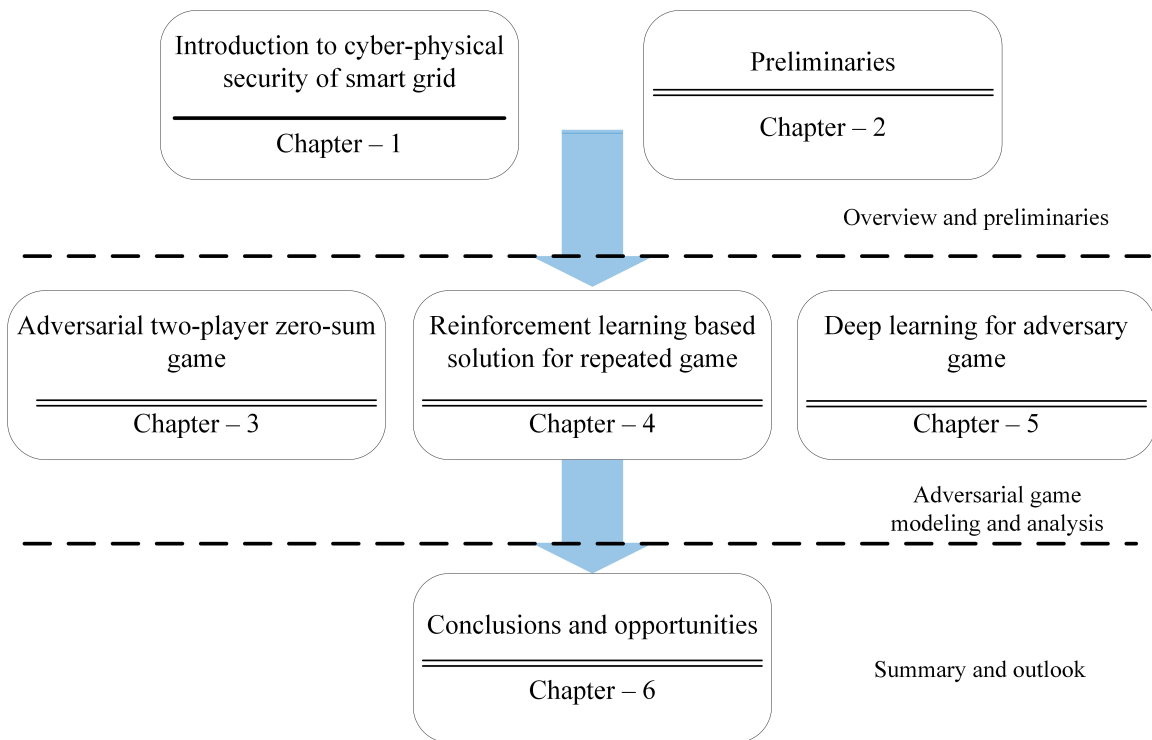 Introduction to cyber-physical
security of smart grid
Chapter – 1
Preliminaries
Chapter – 2
Overview and preliminaries
Adversarial two-player zero-sum
game
Chapter – 3
Reinforcement learning based
solution for repeated game
Chapter – 4
Deep learning for adversary
game
Chapter – 5
Adversarial game
modeling and analysis
Conclusions and opportunities
Chapter – 6
Summary and outlook